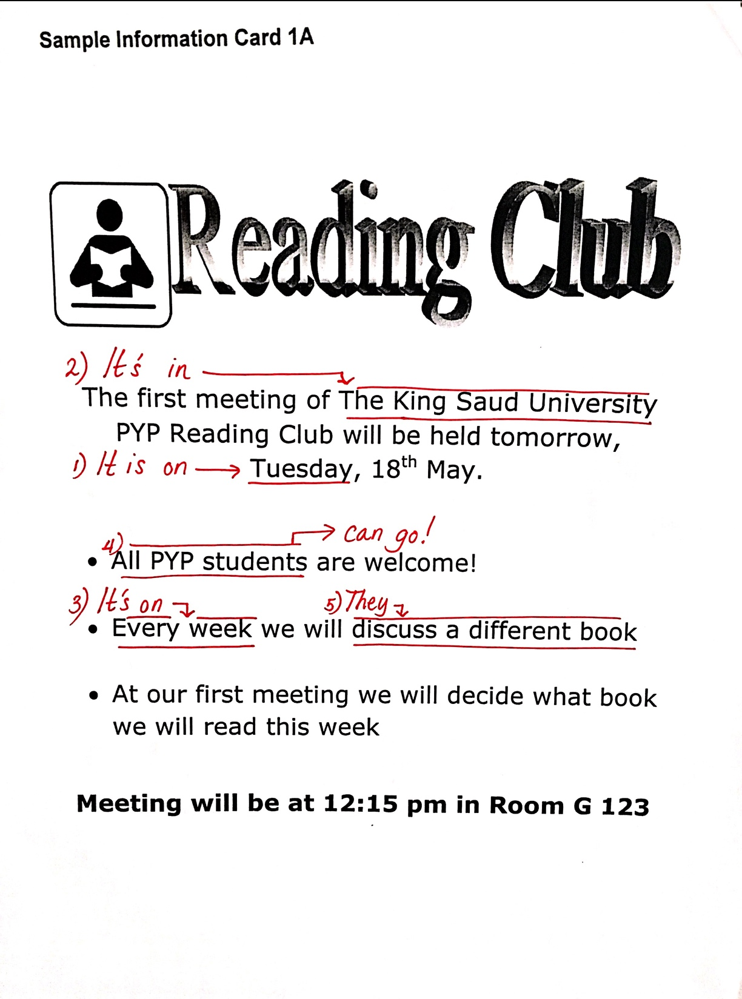 Sample Information Card 1A
Reading Club
2) It's in
The first meeting of The King Saud University
PYP Reading Club will be held tomorrow,
1) It is on → Tuesday, 18th May.
4) → can go!
• All PYP students are welcome!
3) It's on 5) They
• Every week we will discuss a different book
• At our first meeting we will decide what book
we will read this week
Meeting will be at 12:15 pm in Room G 123